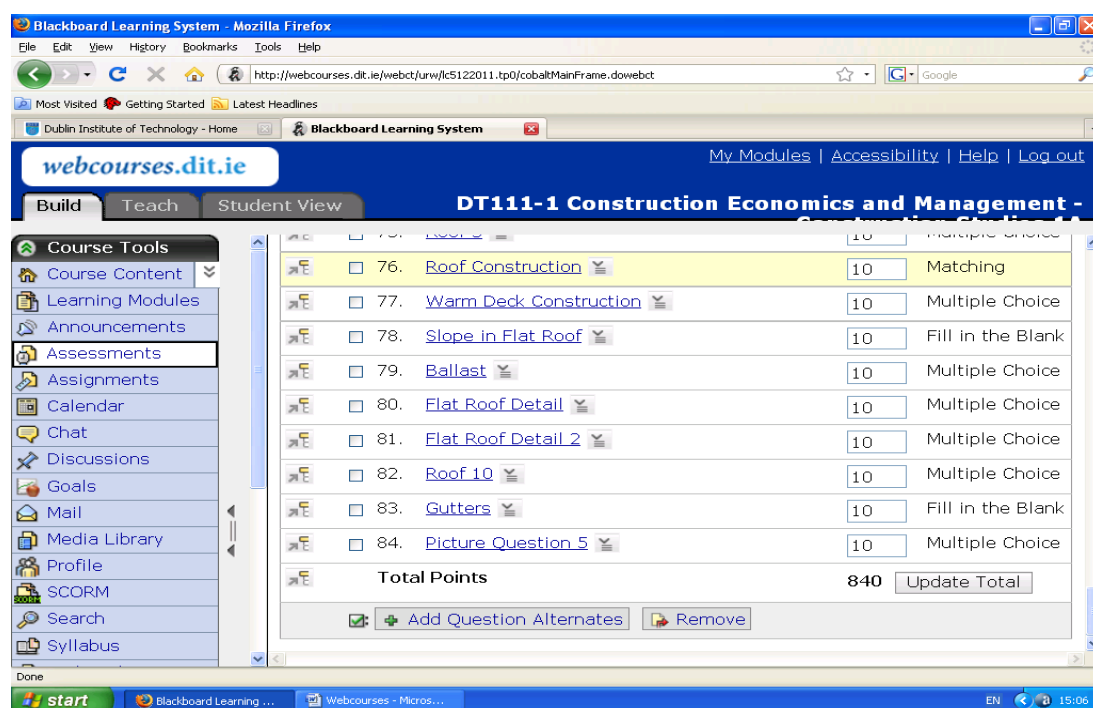 Blackboard Learning System - Mozilla Firefox
File Edit View History Bookmarks Tools Help
http://webcourses.dit.ie/webct/urw/lc5122011.tp0/cobaltMainFrame.dowebct
Google
Most Visited Getting Started Latest Headlines
Dublin Institute of Technology - Home Blackboard Learning System
webcourses.dit.ie
My Modules | Accessibility | Help | Log out
Build Teach Student View
DT111-1 Construction Economics and Management -
Construction Studies 1A
Course Tools
Course Content
Learning Modules
Announcements
Assessments
Assignments
Calendar
Chat
Discussions
Goals
Mail
Media Library
Profile
SCORM
Search
Syllabus
10 Multiple Choice
76. Roof Construction 10 Matching
77. Warm Deck Construction 10 Multiple Choice
78. Slope in Flat Roof 10 Fill in the Blank
79. Ballast 10 Multiple Choice
80. Flat Roof Detail 10 Multiple Choice
81. Flat Roof Detail 2 10 Multiple Choice
82. Roof 10 10 Multiple Choice
83. Gutters 10 Fill in the Blank
84. Picture Question 5 10 Multiple Choice
Total Points 840 Update Total
Add Question Alternates Remove
Done
start Blackboard Learning ... Webcourses - Micros... EN 15:06